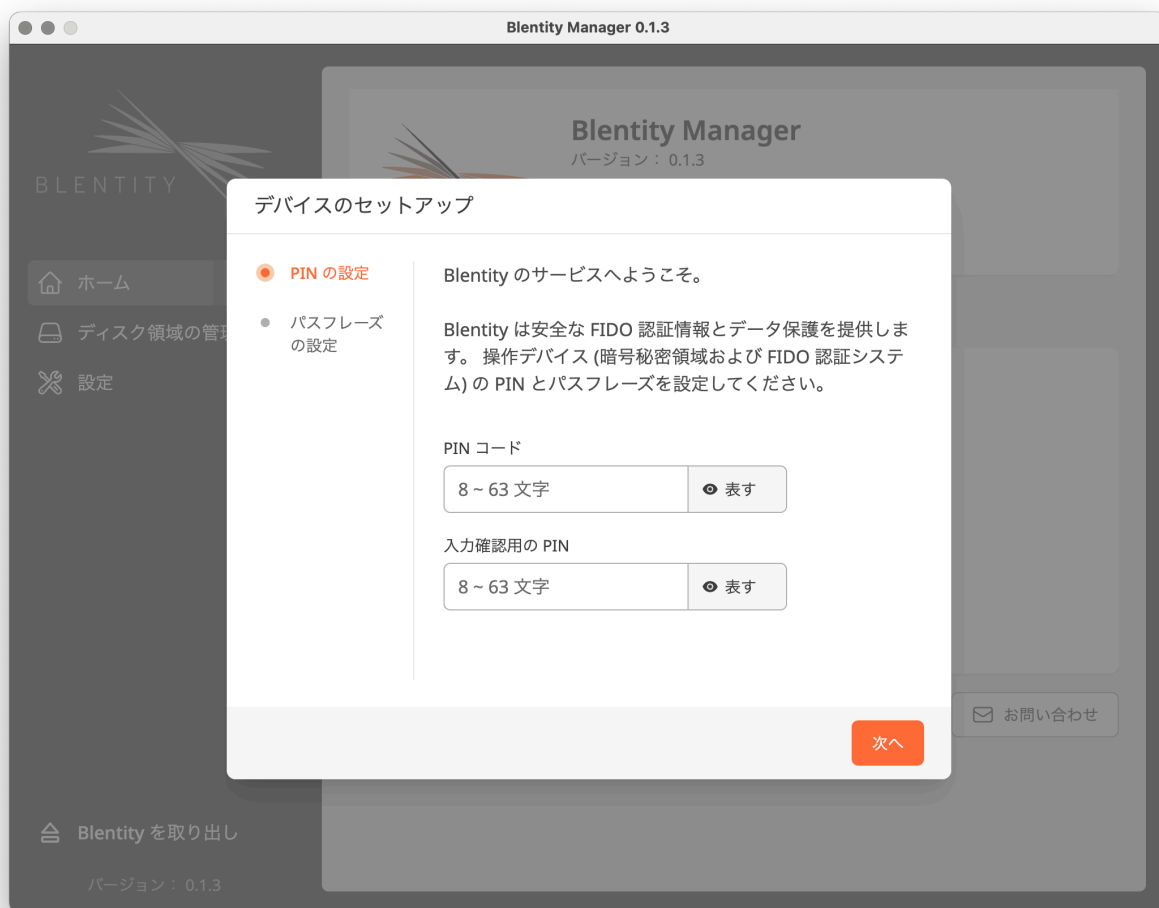 Blentity Manager 0.1.3
BLENTITY
ホーム
ディスク領域の管
設定
Blentity を取り出し
バージョン： 0.1.3
Blentity Manager
バージョン： 0.1.3
デバイスのセットアップ
PIN の設定
パスフレーズ
の設定
Blentity のサービスへようこそ。
Blentity は安全な FIDO 認証情報とデータ保護を提供しま
す。 操作デバイス (暗号秘密領域および FIDO 認証システ
ム) の PIN とパスフレーズを設定してください。
PIN コード
8 ~ 63 文字
表す
入力確認用の PIN
8 ~ 63 文字
表す
次へ
お問い合わせ